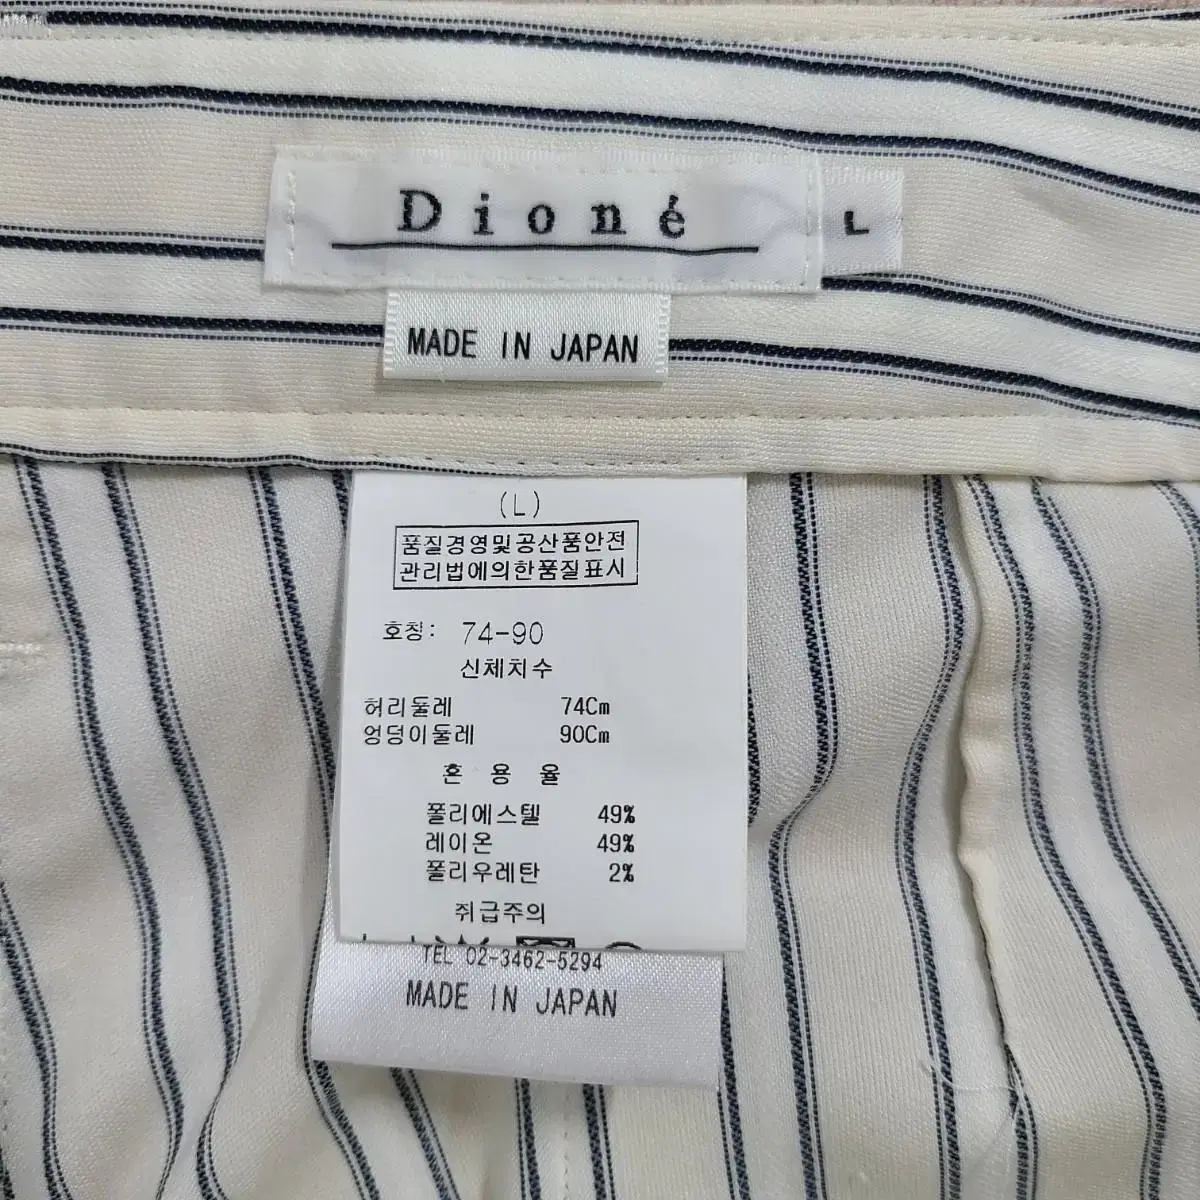 Dioné
L
MADE IN JAPAN
(L)
품질경영및공산품안전
관리법에의한품질표시
호칭: 74-90
신체치수
허리둘레 74Cm
엉덩이둘레 90Cm
혼 용 율
폴리에스텔 49%
레이온 49%
폴리우레탄 2%
취급주의
TEL 02-3462-5294
MADE IN JAPAN